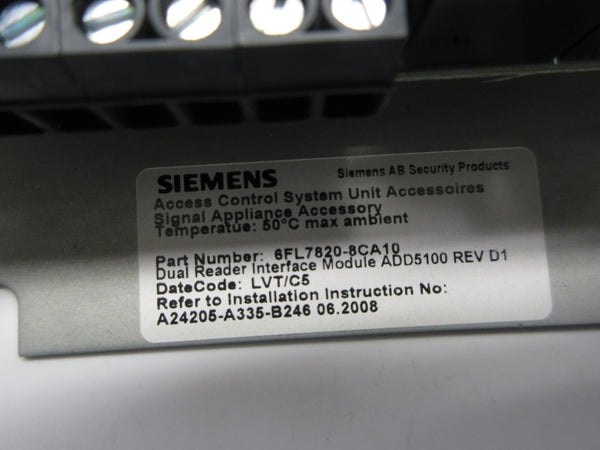 SIEMENS
Siemens AB Security Products
Access Control System Unit Accessoires
Signal Appliance Accessory
Temperatue: 50°C max ambient
Part Number: 6FL7820-8CA10
Dual Reader Interface Module ADD5100 REV D1
DateCode: LVT/C5
Refer to Installation Instruction No:
A24205-A335-B246 06.2008